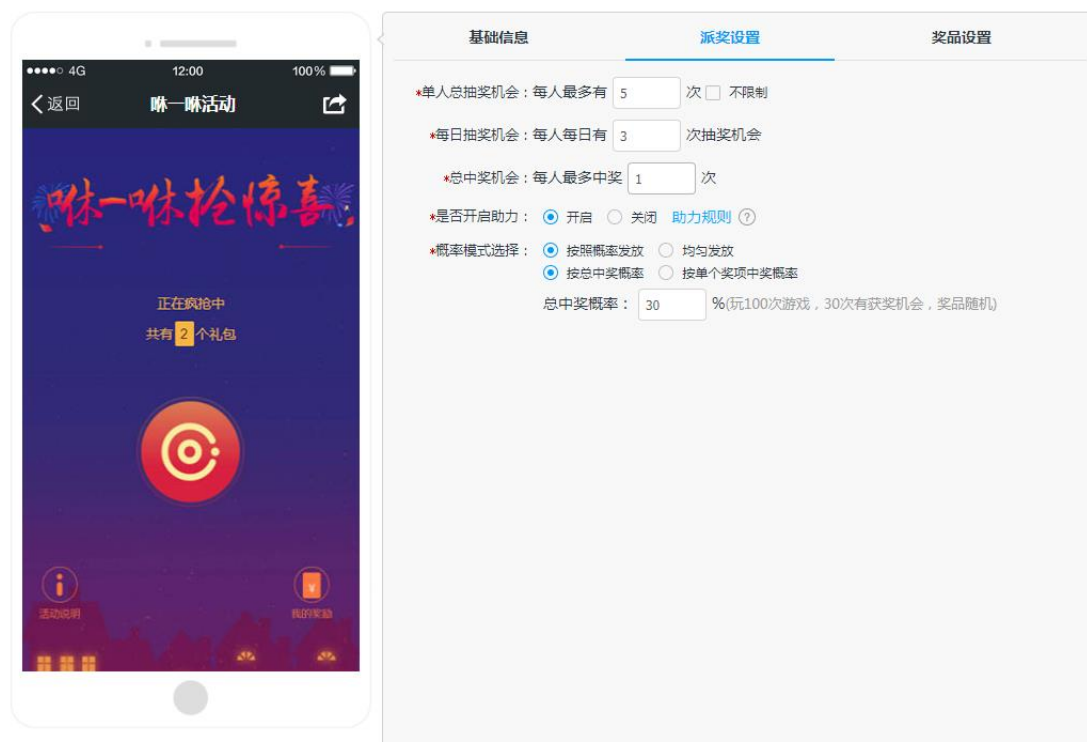 4G 12:00 100%
返回 咻一咻活动
咻一咻抢惊喜
正在疯抢中
共有 2 个礼包
活动说明 我的奖励
基础信息 派奖设置 奖品设置
*单人总抽奖机会：每人最多有 5 次 不限制
*每日抽奖机会：每人每日有 3 次抽奖机会
*总中奖机会：每人最多中奖 1 次
*是否开启助力： 开启 关闭 助力规则 ?
*概率模式选择： 按照概率发放 均匀发放
按总中奖概率 按单个奖项中奖概率
总中奖概率： 30 %(玩100次游戏，30次有获奖机会，奖品随机)